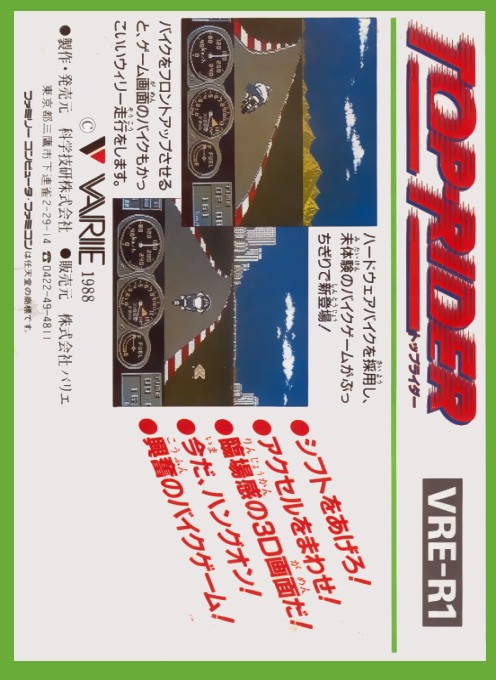 TOP RIDER
トップライダー
VRE-R1
ハードウェアバイクを採用し、
未体験のバイクゲームがぶっ
ちぎりで新登場!
バイクをフロントアップさせる
と、ゲーム画面のバイクもかっ
こいいウィリー走行をします。
●シフトをあげろ!
●アクセルをまわせ!
●臨場感の3D画面だ!
●今だ、ハングオン!
●興奮のバイクゲーム!
© VARIE 1988
●製作・発売元 科学技研株式会社 ●販売元 株式会社 バリエ
東京都三鷹市下連雀2-29-14 ☎0422-49-4811
ファミリーコンピュータ・ファミコンは任天堂の商標です。